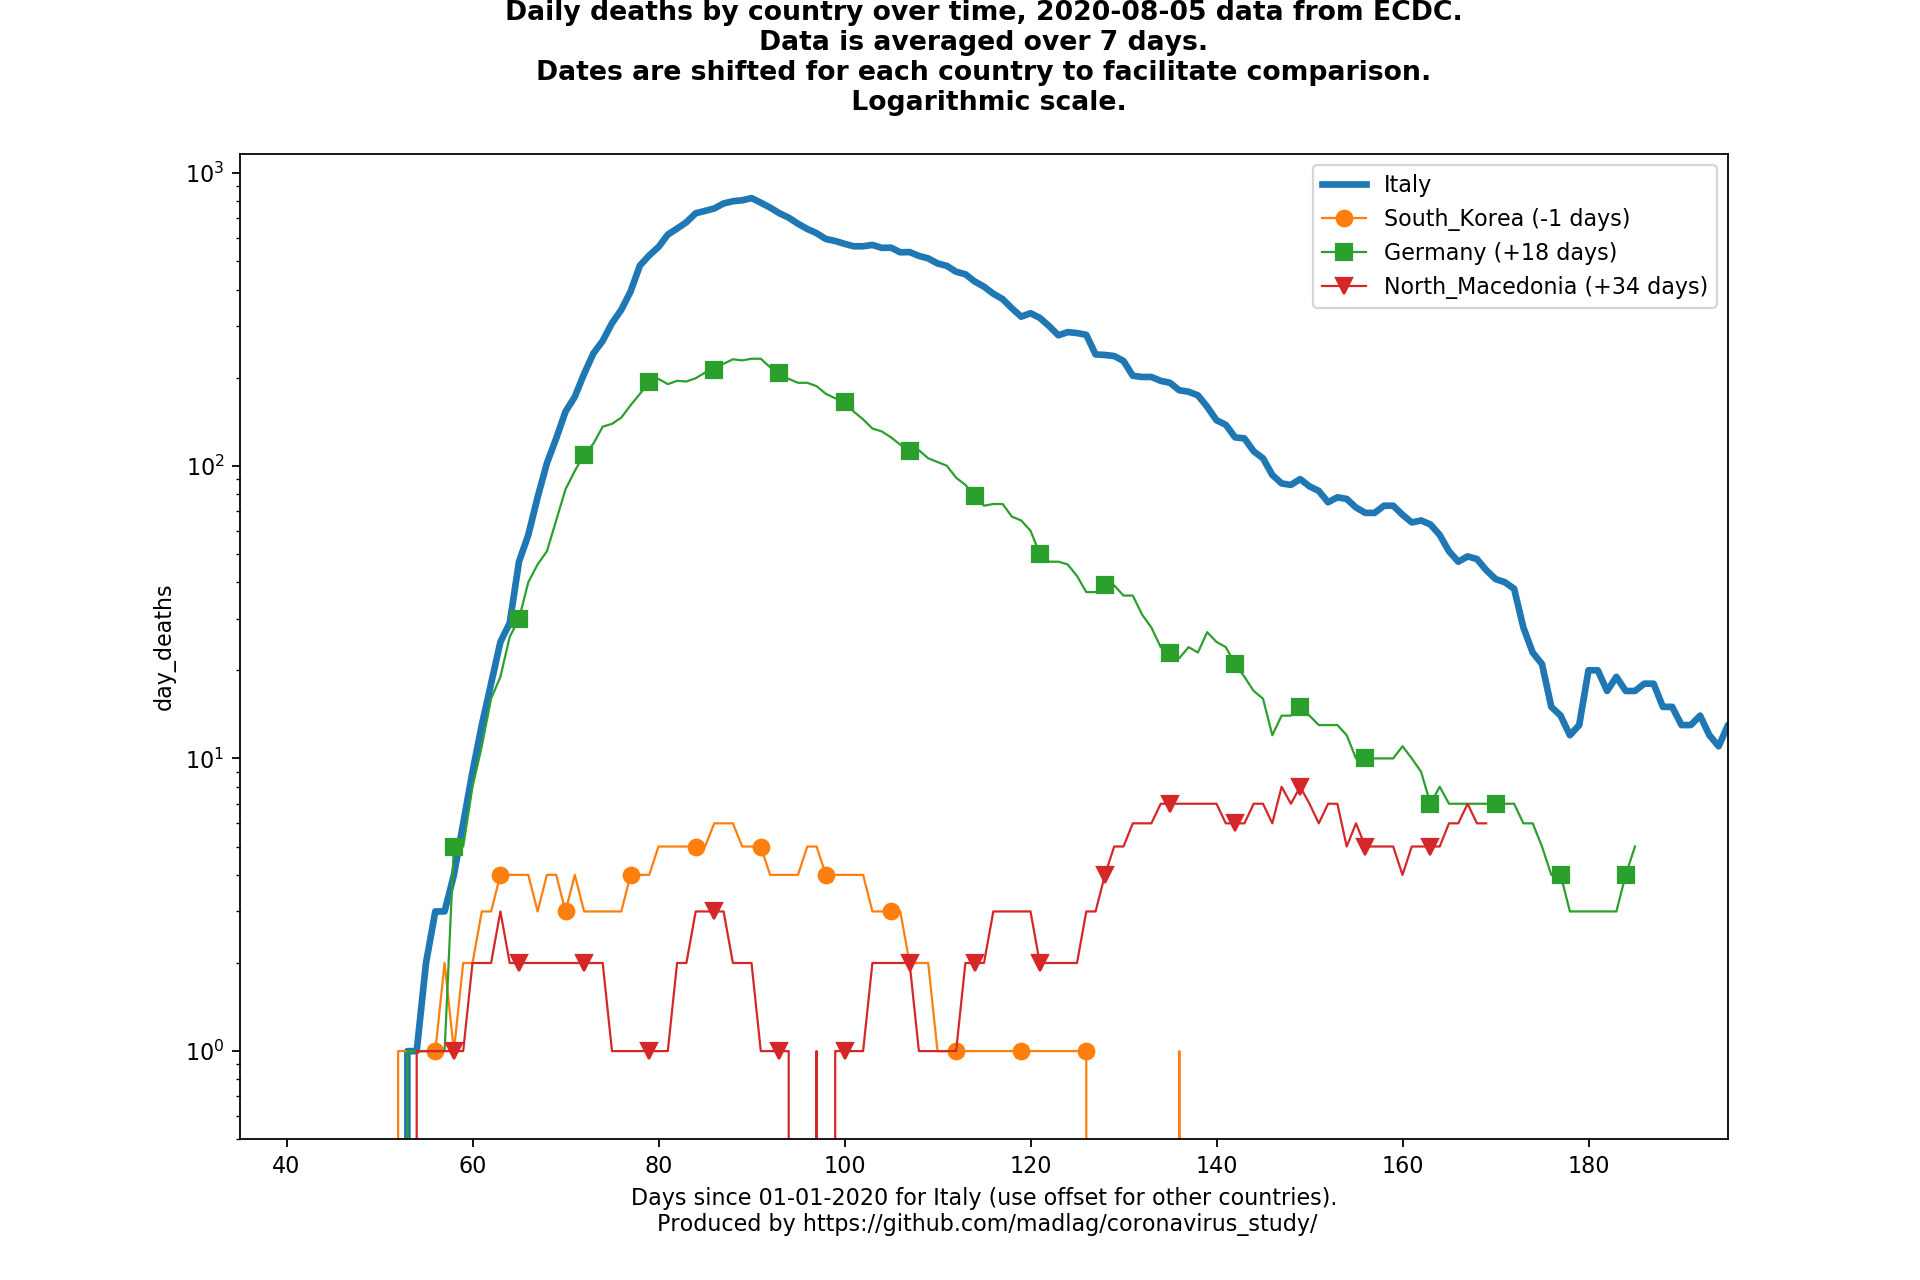 Daily deaths by country over time, 2020-08-05 data from ECDC.
Data is averaged over 7 days.
Dates are shifted for each country to facilitate comparison.
Logarithmic scale.
10³
10²
10¹
10⁰
day_deaths
Italy
South_Korea (-1 days)
Germany (+18 days)
North_Macedonia (+34 days)
40 60 80 100 120 140 160 180
Days since 01-01-2020 for Italy (use offset for other countries).
Produced by https://github.com/madlag/coronavirus_study/